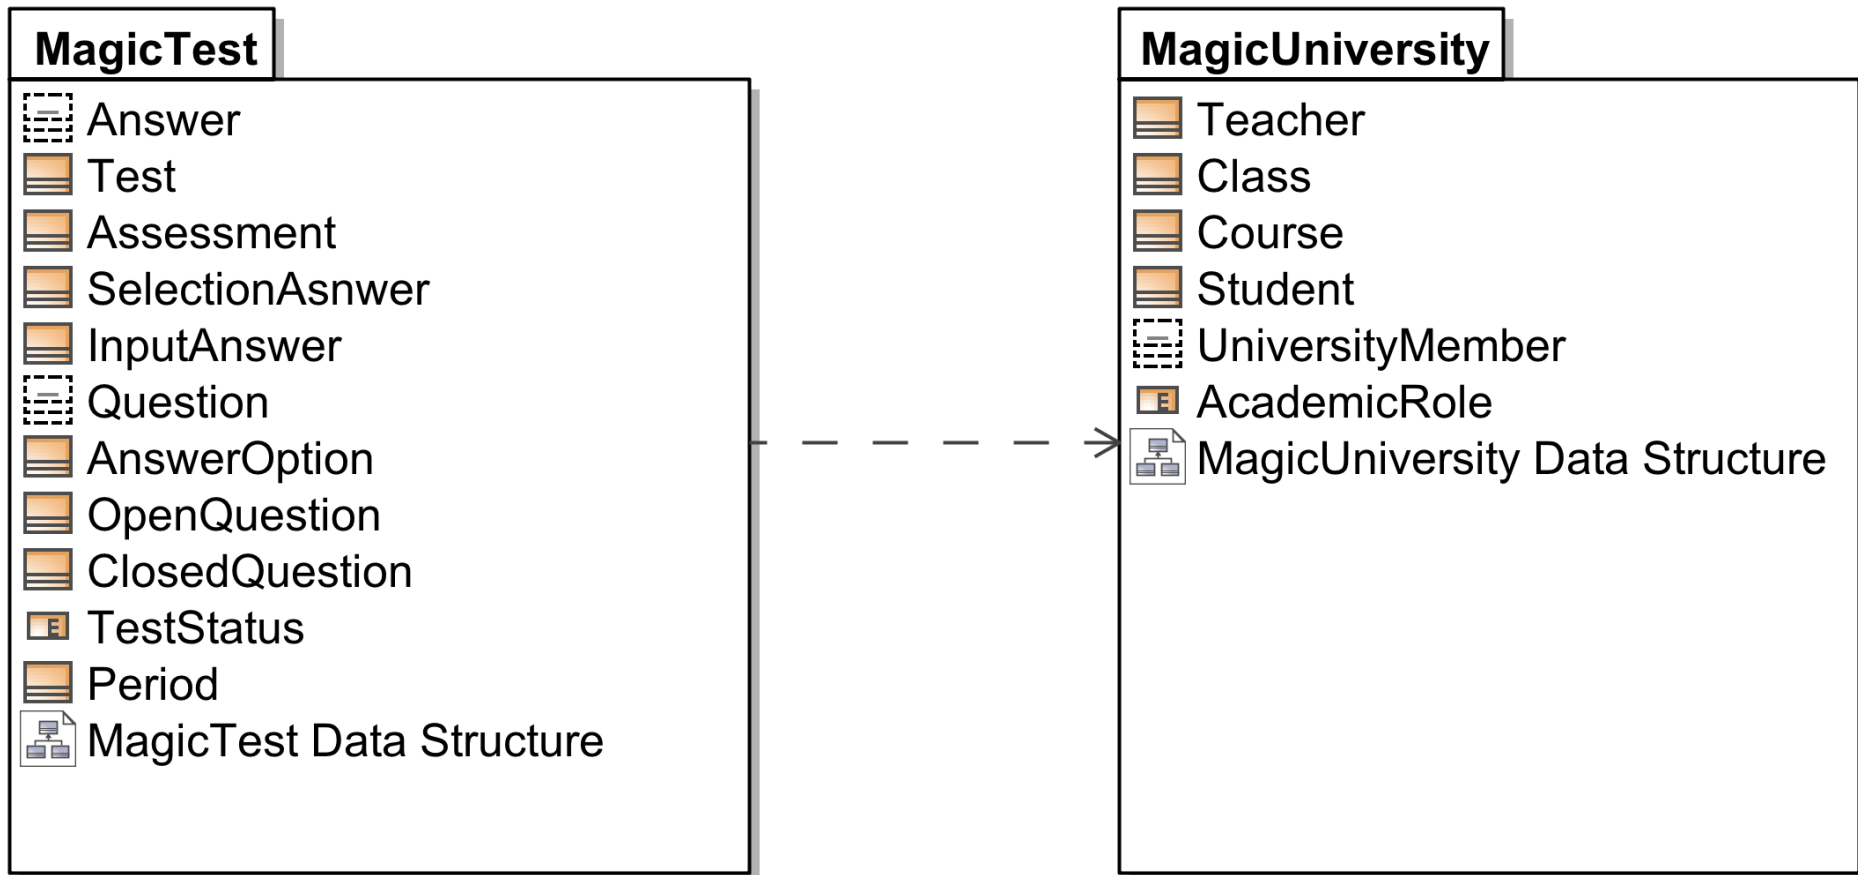 MagicTest
Answer
Test
Assessment
SelectionAsnwer
InputAnswer
Question
AnswerOption
OpenQuestion
ClosedQuestion
E TestStatus
Period
MagicTest Data Structure
MagicUniversity
Teacher
Class
Course
Student
UniversityMember
E AcademicRole
MagicUniversity Data Structure